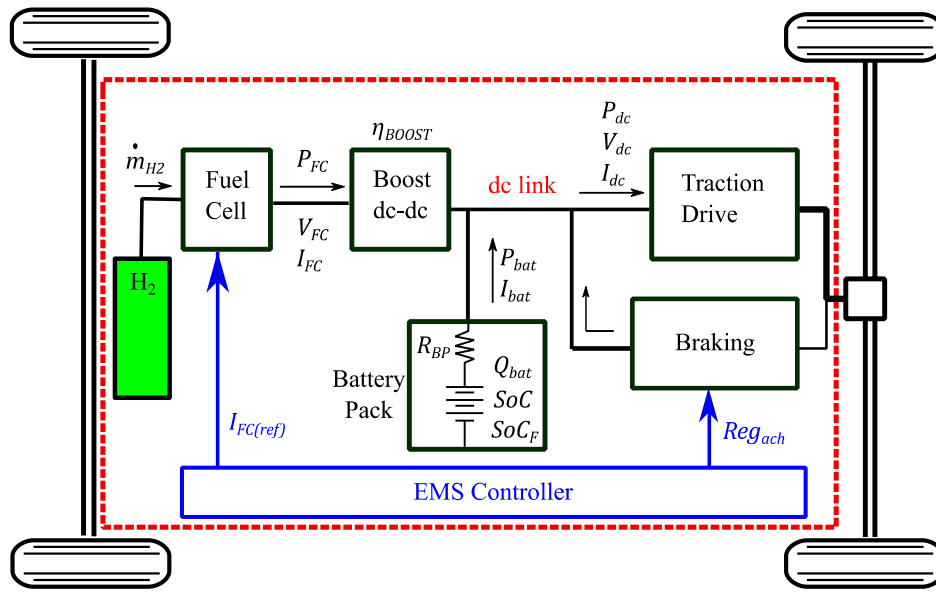 ṁ_H2
H₂
Fuel
Cell
P_FC
V_FC
I_FC
η_BOOST
Boost
dc-dc
dc link
P_dc
V_dc
I_dc
Traction
Drive
P_bat
I_bat
Battery
Pack
R_BP
Q_bat
SoC
SoC_F
Braking
I_FC(ref)
Reg_ach
EMS Controller